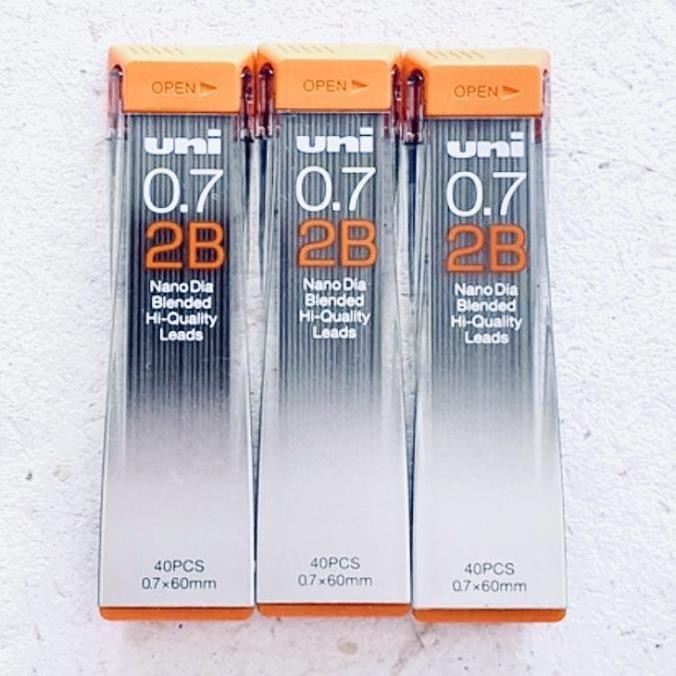 OPEN
uni
0.7
2B
Nano Dia
Blended
Hi-Quality
Leads
40PCS
0.7×60mm
OPEN
uni
0.7
2B
Nano Dia
Blended
Hi-Quality
Leads
40PCS
0.7×60mm
OPEN
uni
0.7
2B
Nano Dia
Blended
Hi-Quality
Leads
40PCS
0.7×60mm